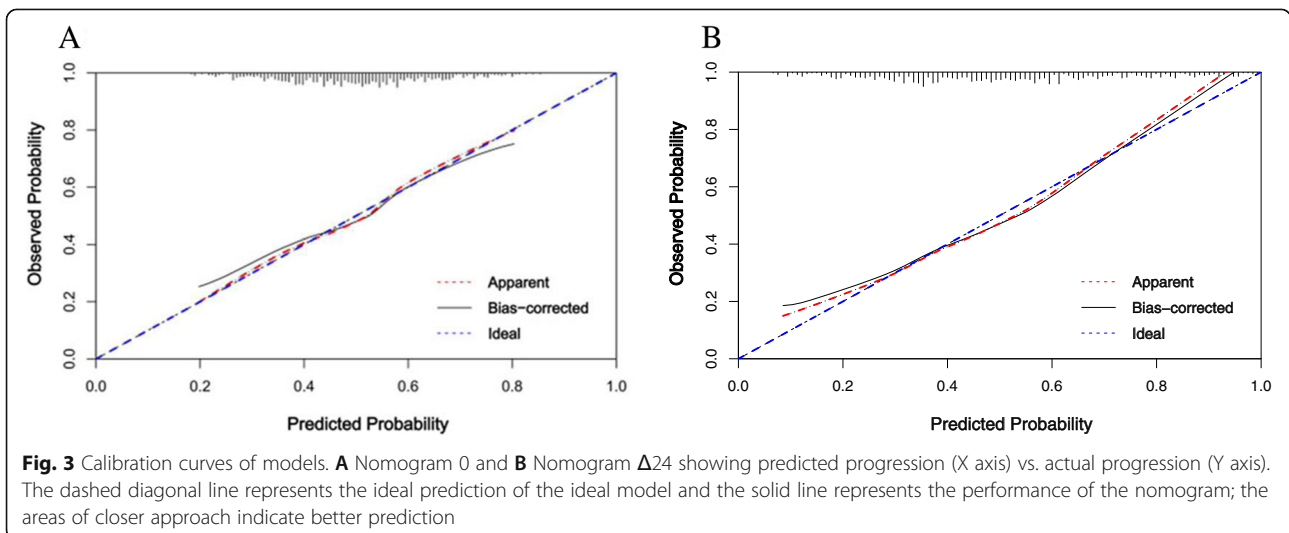 A
B
1.0
0.8
0.6
0.4
0.2
0.0
Observed Probability
Apparent
Bias-corrected
Ideal
0.0 0.2 0.4 0.6 0.8 1.0
Predicted Probability
1.0
0.8
0.6
0.4
0.2
0.0
Observed Probability
Apparent
Bias-corrected
Ideal
0.0 0.2 0.4 0.6 0.8 1.0
Predicted Probability
Fig. 3 Calibration curves of models. A Nomogram 0 and B Nomogram Δ24 showing predicted progression (X axis) vs. actual progression (Y axis).
The dashed diagonal line represents the ideal prediction of the ideal model and the solid line represents the performance of the nomogram; the
areas of closer approach indicate better prediction